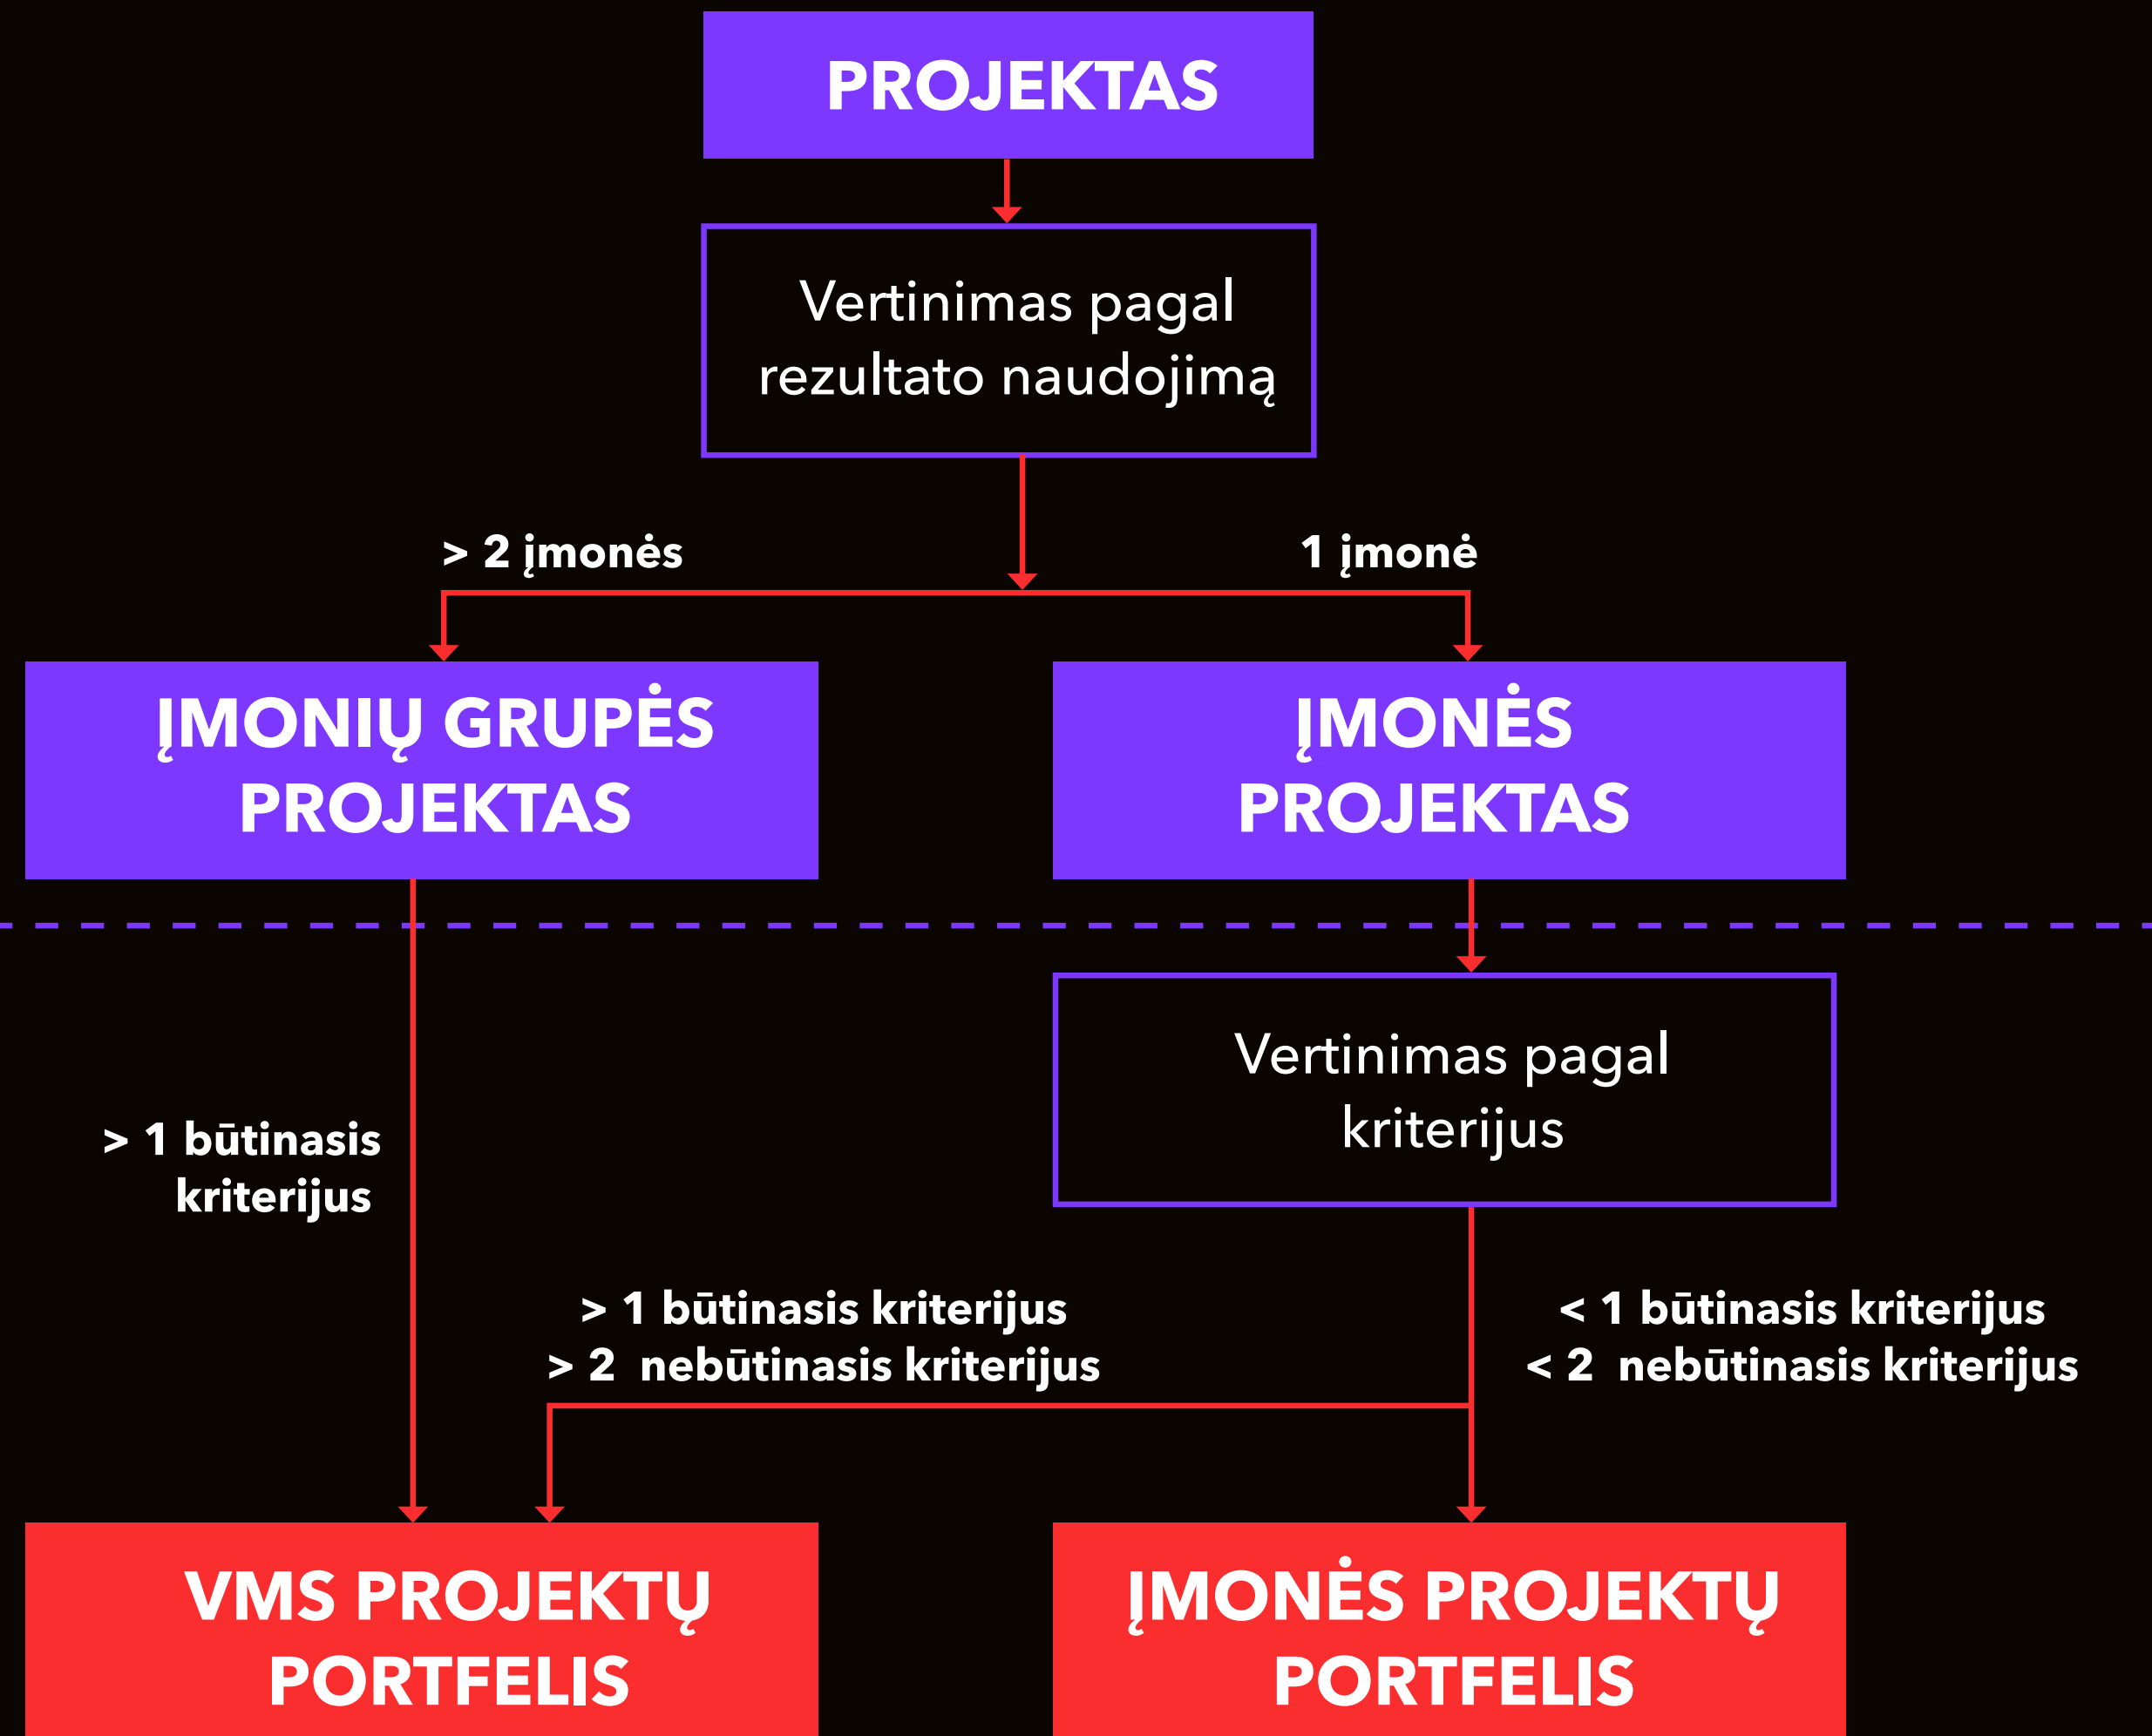 PROJEKTAS
Vertinimas pagal
rezultato naudojimą
> 2 įmonės
1 įmonė
ĮMONIŲ GRUPĖS
PROJEKTAS
ĮMONĖS
PROJEKTAS
Vertinimas pagal
kriterijus
> 1 būtinasis
kriterijus
> 1 būtinasis kriterijus
> 2 nebūtinasis kriterijus
< 1 būtinasis kriterijus
< 2 nebūtinasis kriterijus
VMS PROJEKTŲ
PORTFELIS
ĮMONĖS PROJEKTŲ
PORTFELIS